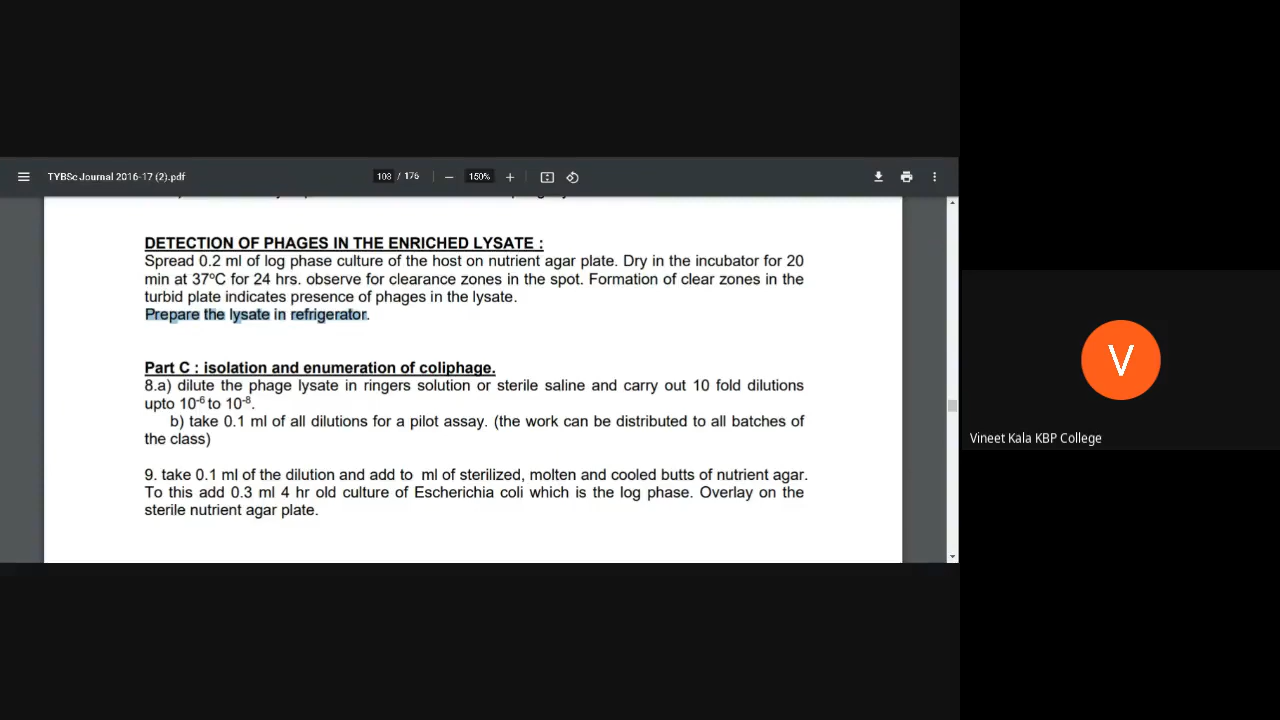 TYBSc Journal 2016-17 (2).pdf
108 / 176
150%
DETECTION OF PHAGES IN THE ENRICHED LYSATE :
Spread 0.2 ml of log phase culture of the host on nutrient agar plate. Dry in the incubator for 20
min at 37ºC for 24 hrs. observe for clearance zones in the spot. Formation of clear zones in the
turbid plate indicates presence of phages in the lysate.
Prepare the lysate in refrigerator.
Part C : isolation and enumeration of coliphage.
8.a) dilute the phage lysate in ringers solution or sterile saline and carry out 10 fold dilutions
upto 10⁻⁶ to 10⁻⁸.
b) take 0.1 ml of all dilutions for a pilot assay. (the work can be distributed to all batches of
the class)
9. take 0.1 ml of the dilution and add to ml of sterilized, molten and cooled butts of nutrient agar.
To this add 0.3 ml 4 hr old culture of Escherichia coli which is the log phase. Overlay on the
sterile nutrient agar plate.
V
Vineet Kala KBP College